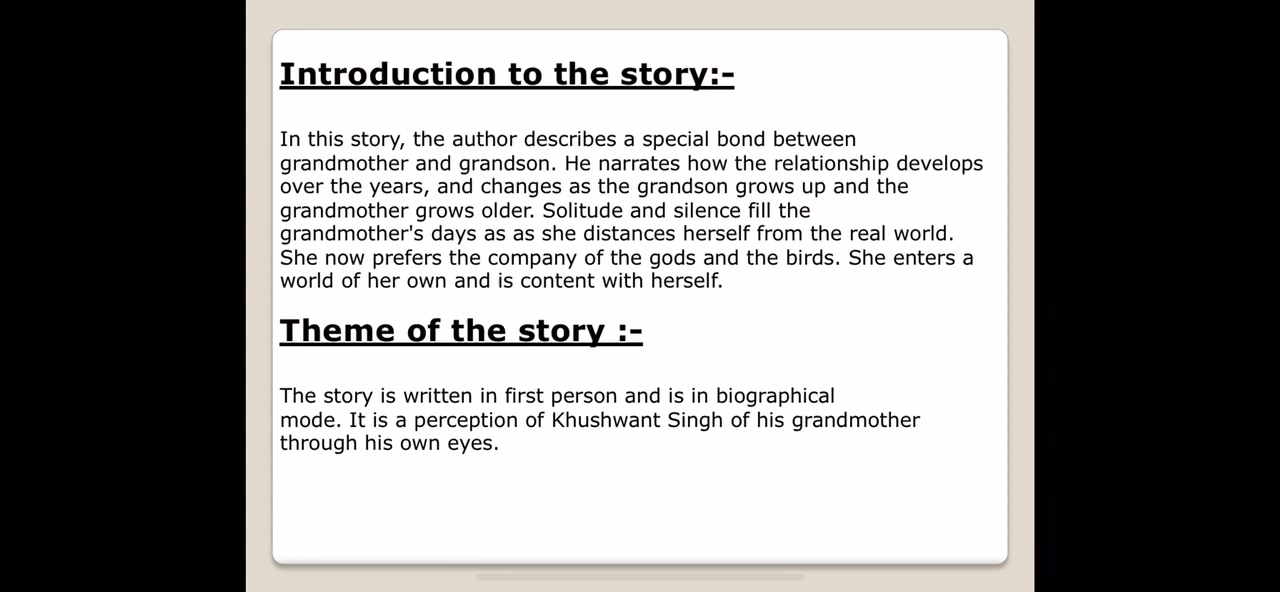 Introduction to the story:-
In this story, the author describes a special bond between
grandmother and grandson. He narrates how the relationship develops
over the years, and changes as the grandson grows up and the
grandmother grows older. Solitude and silence fill the
grandmother's days as as she distances herself from the real world.
She now prefers the company of the gods and the birds. She enters a
world of her own and is content with herself.
Theme of the story :-
The story is written in first person and is in biographical
mode. It is a perception of Khushwant Singh of his grandmother
through his own eyes.